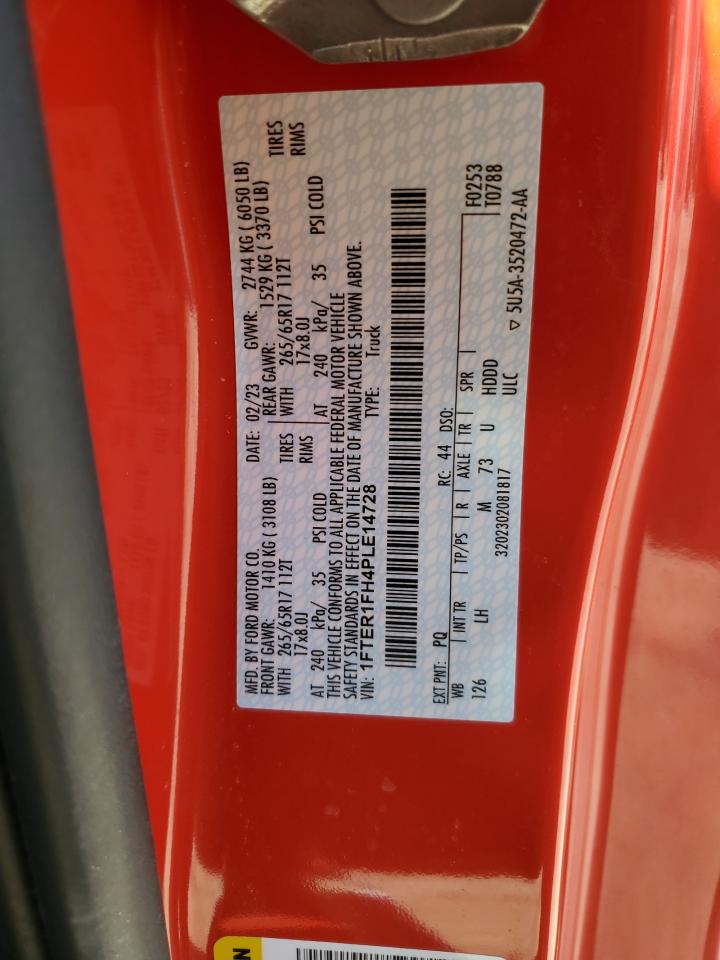 MFD. BY FORD MOTOR CO. DATE: 02/23 GVWR: 2744 KG ( 6050 LB)
FRONT GAWR: 1410 KG ( 3108 LB) REAR GAWR: 1529 KG ( 3370 LB)
WITH 265/65R17 112T TIRES WITH 265/65R17 112T TIRES
17x8.0J RIMS 17x8.0J RIMS
AT 240 kPa/ 35 PSI COLD AT 240 kPa/ 35 PSI COLD
THIS VEHICLE CONFORMS TO ALL APPLICABLE FEDERAL MOTOR VEHICLE
SAFETY STANDARDS IN EFFECT ON THE DATE OF MANUFACTURE SHOWN ABOVE.
VIN: 1FTER1FH4PLE14728 TYPE: Truck
EXT PNT: PQ RC: 44 DSO: F0253
WB INT TR TP/PS R AXLE TR SPR T0788
126 LH M 73 U HDDD
3202302081817 ULC
▽ 5U5A-3520472-AA